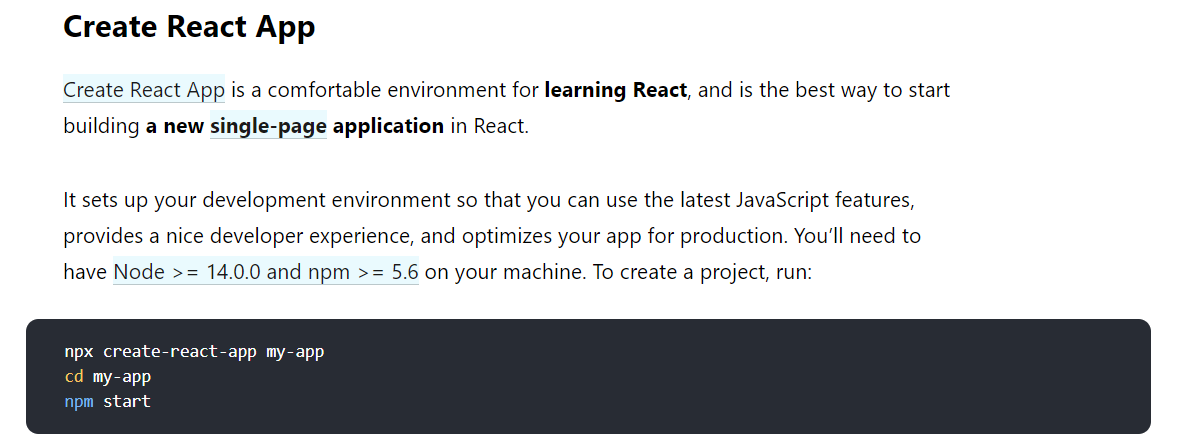 Create React App
Create React App is a comfortable environment for learning React, and is the best way to start
building a new single-page application in React.
It sets up your development environment so that you can use the latest JavaScript features,
provides a nice developer experience, and optimizes your app for production. You’ll need to
have Node >= 14.0.0 and npm >= 5.6 on your machine. To create a project, run:
npx create-react-app my-app
cd my-app
npm start